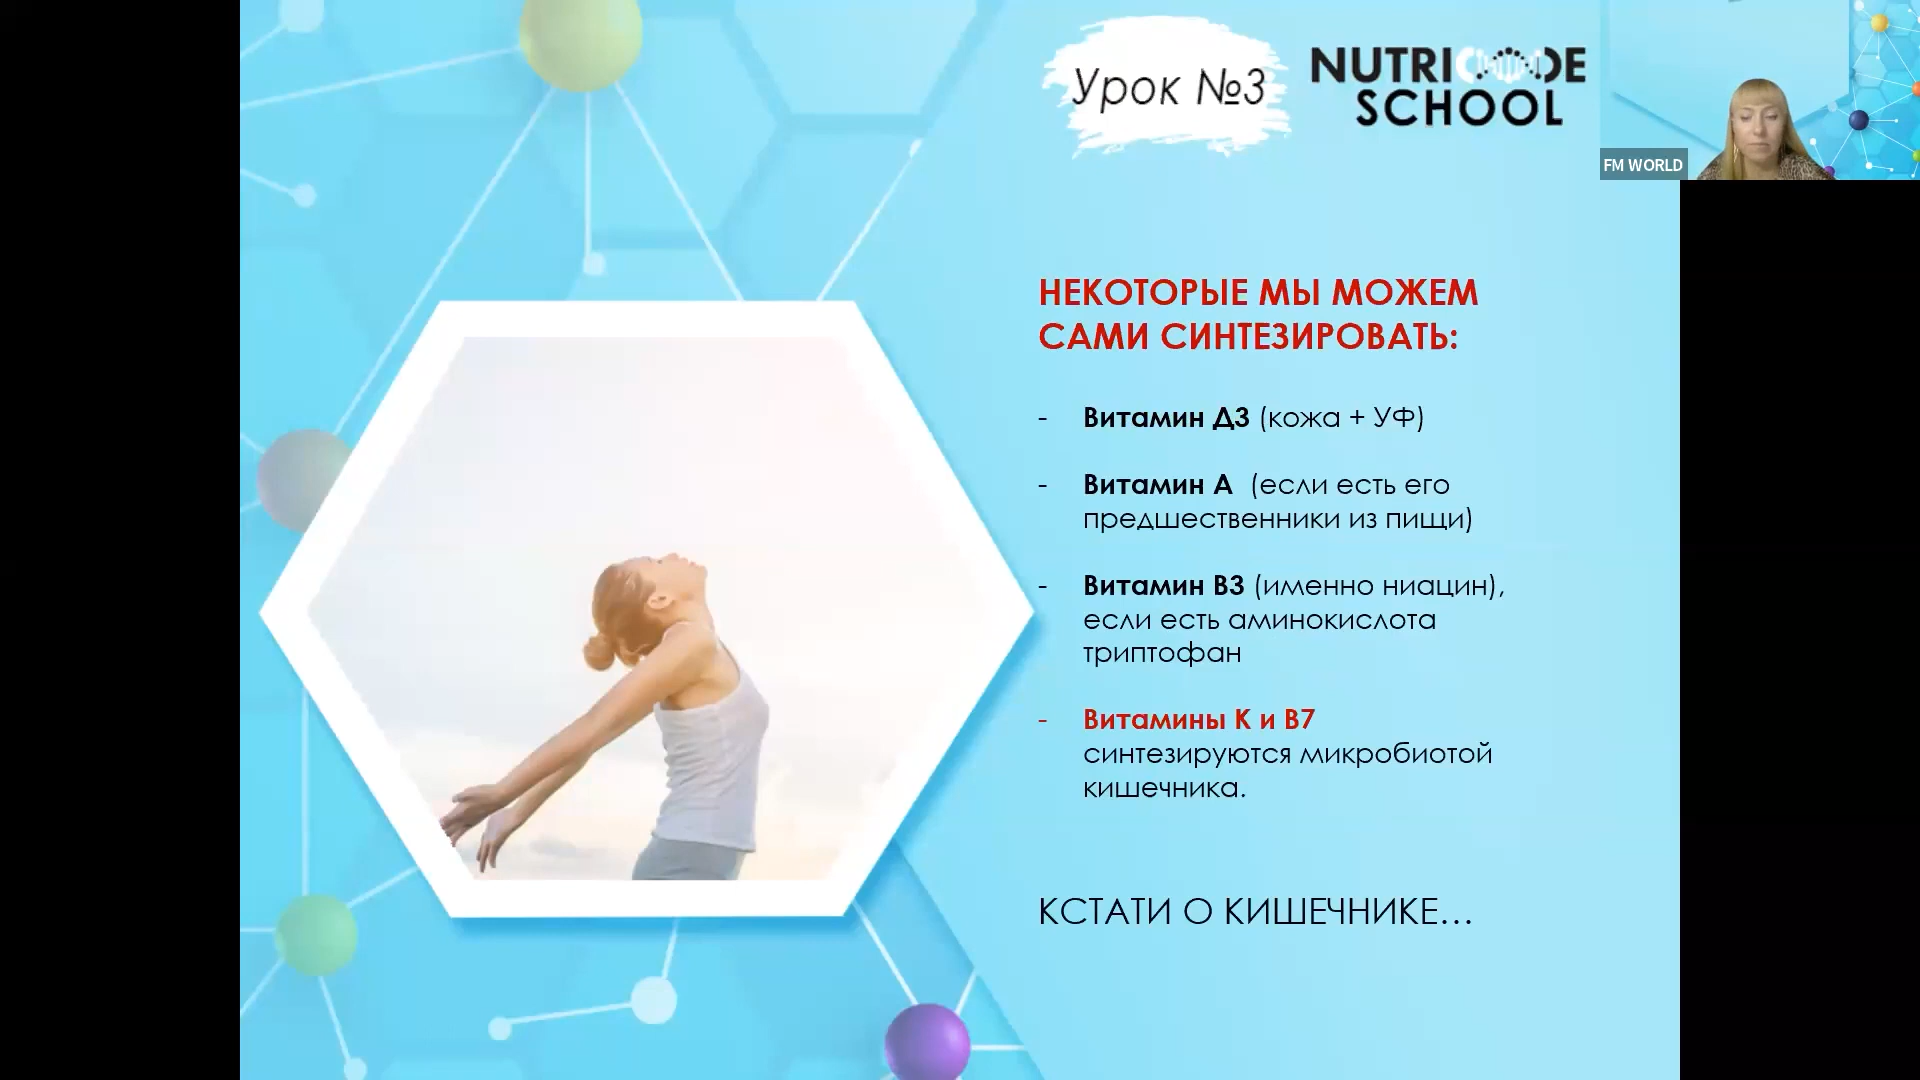 Урок №3
NUTRICODE
SCHOOL
FM WORLD
НЕКОТОРЫЕ МЫ МОЖЕМ
САМИ СИНТЕЗИРОВАТЬ:
- Витамин Д3 (кожа + УФ)
- Витамин А (если есть его
предшественники из пищи)
- Витамин В3 (именно ниацин),
если есть аминокислота
триптофан
- Витамины К и В7
синтезируются микробиотой
кишечника.
КСТАТИ О КИШЕЧНИКЕ...